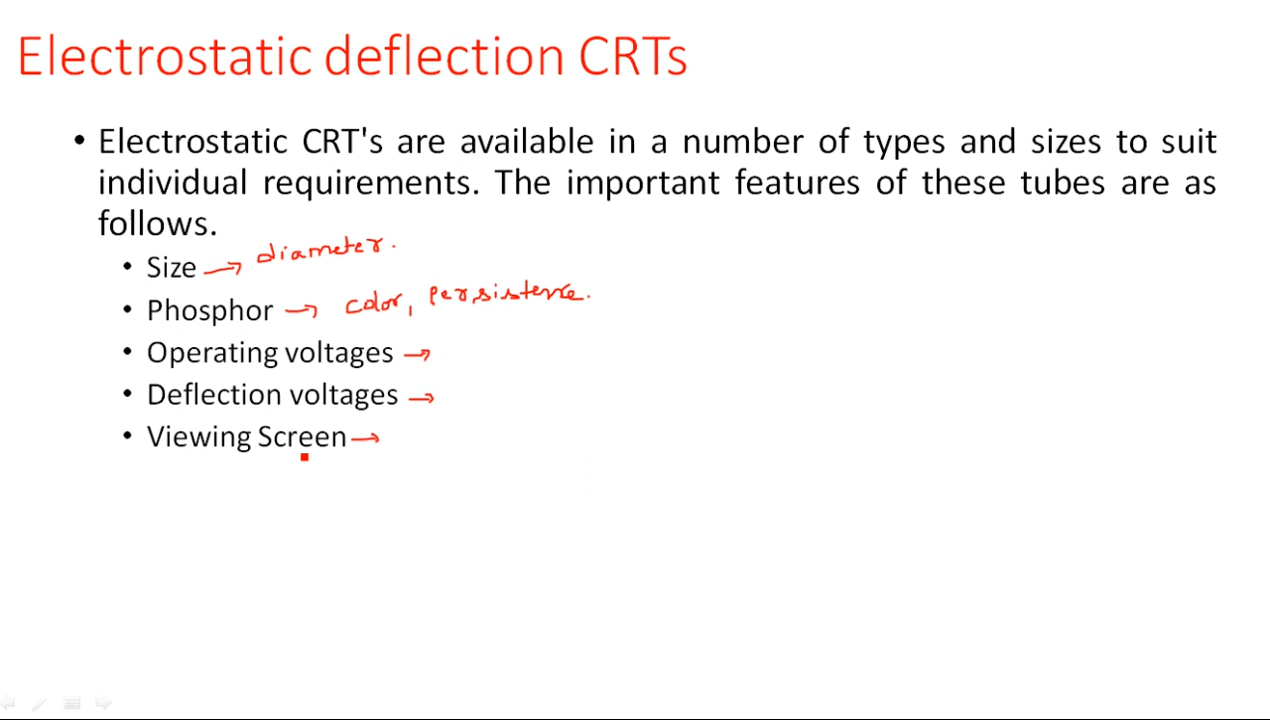 Electrostatic deflection CRTs
• Electrostatic CRT's are available in a number of types and sizes to suit
individual requirements. The important features of these tubes are as
follows.
• Size → diameter.
• Phosphor → color, persistence.
• Operating voltages →
• Deflection voltages →
• Viewing Screen →